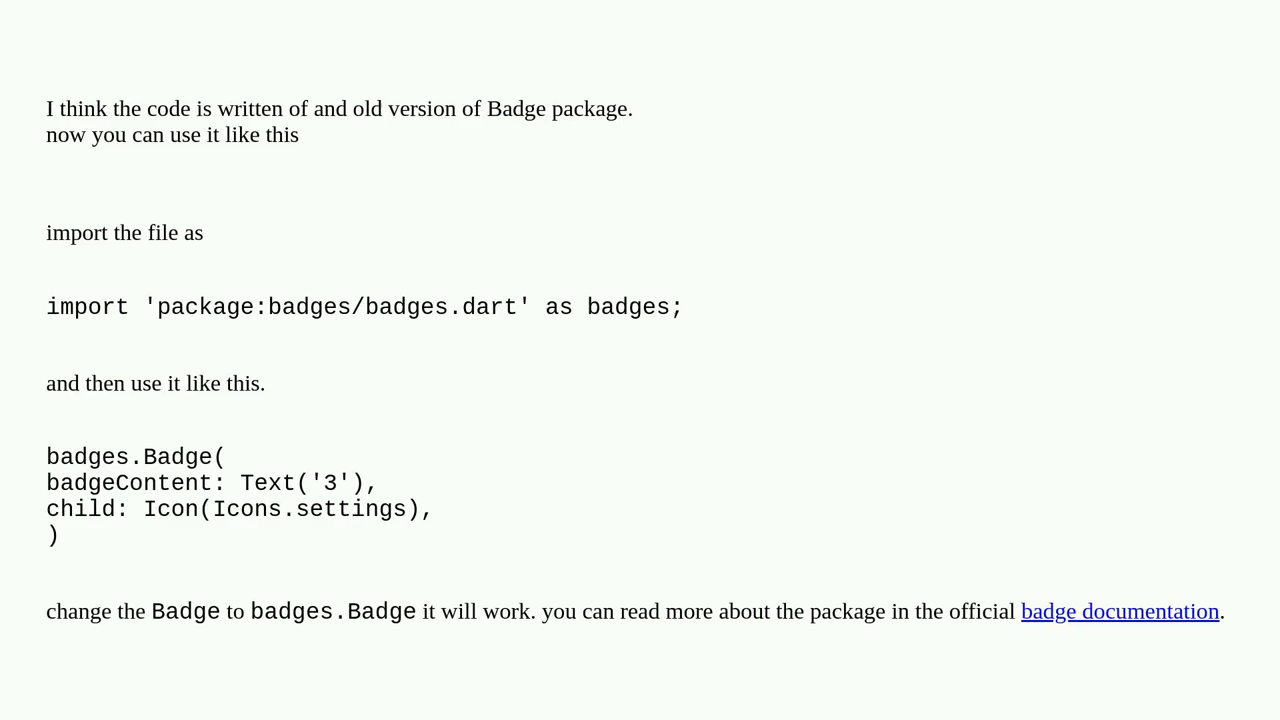 I think the code is written of and old version of Badge package.
now you can use it like this
import the file as
import 'package:badges/badges.dart' as badges;
and then use it like this.
badges.Badge(
badgeContent: Text('3'),
child: Icon(Icons.settings),
)
change the Badge to badges.Badge it will work. you can read more about the package in the official badge documentation.